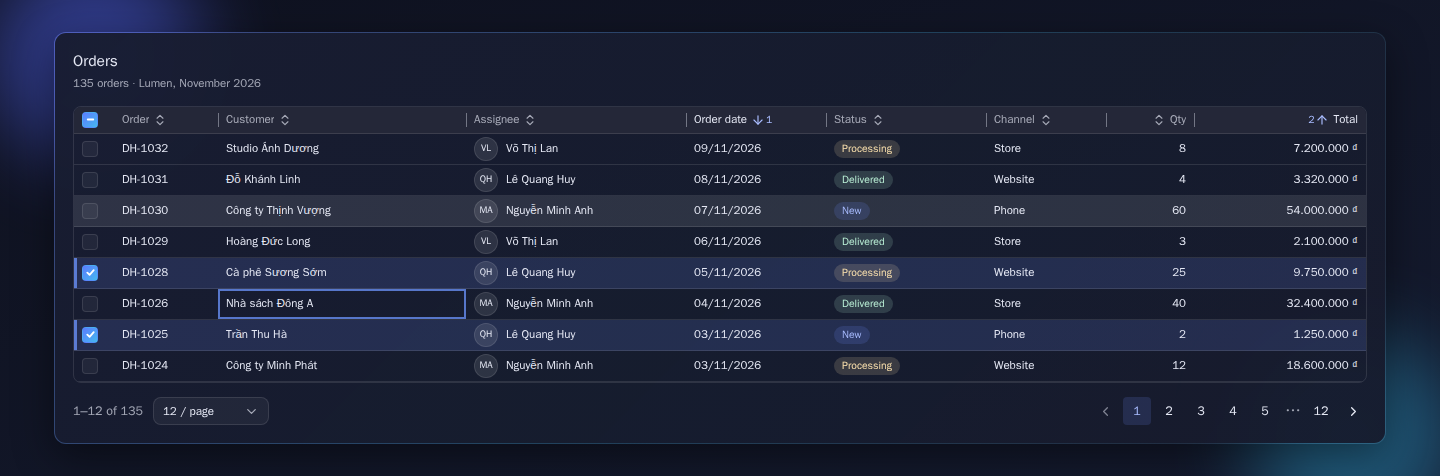 Orders
135 orders · Lumen, November 2026
Order Customer Assignee Order date 1 Status Channel Qty 2 Total
DH-1032 Studio Ánh Dương VL Võ Thị Lan 09/11/2026 Processing Store 8 7.200.000 ₫
DH-1031 Đỗ Khánh Linh QH Lê Quang Huy 08/11/2026 Delivered Website 4 3.320.000 ₫
DH-1030 Công ty Thịnh Vượng MA Nguyễn Minh Anh 07/11/2026 New Phone 60 54.000.000 ₫
DH-1029 Hoàng Đức Long VL Võ Thị Lan 06/11/2026 Delivered Store 3 2.100.000 ₫
DH-1028 Cà phê Sương Sớm QH Lê Quang Huy 05/11/2026 Processing Website 25 9.750.000 ₫
DH-1026 Nhà sách Đông A MA Nguyễn Minh Anh 04/11/2026 Delivered Store 40 32.400.000 ₫
DH-1025 Trần Thu Hà QH Lê Quang Huy 03/11/2026 New Phone 2 1.250.000 ₫
DH-1024 Công ty Minh Phát MA Nguyễn Minh Anh 03/11/2026 Processing Website 12 18.600.000 ₫
1–12 of 135 12 / page 1 2 3 4 5 ••• 12